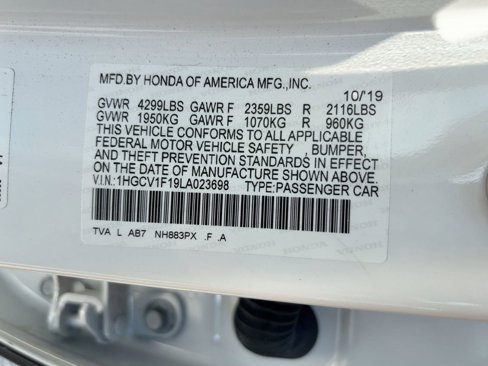 MFD.BY HONDA OF AMERICA MFG.,INC.
10/19
GVWR 4299LBS GAWR F 2359LBS R 2116LBS
GVWR 1950KG GAWR F 1070KG R 960KG
THIS VEHICLE CONFORMS TO ALL APPLICABLE
FEDERAL MOTOR VEHICLE SAFETY, BUMPER,
AND THEFT PREVENTION STANDARDS IN EFFECT
ON THE DATE OF MANUFACTURE SHOWN ABOVE.
V.I.N.:1HGCV1F19LA023698 TYPE:PASSENGER CAR
TVA L AB7 NH883PX .F .A